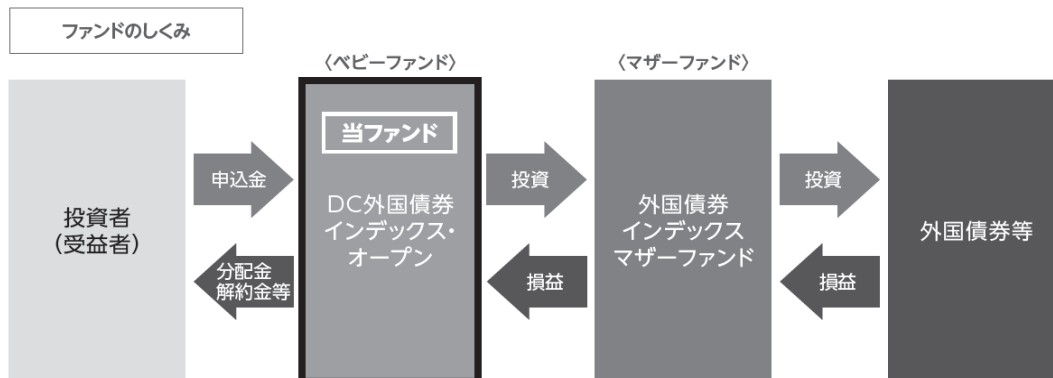 ファンドのしくみ
〈ベビーファンド〉
〈マザーファンド〉
投資者
(受益者)
申込金
分配金
解約金等
当ファンド
DC外国債券
インデックス・
オープン
投資
損益
外国債券
インデックス
マザーファンド
投資
損益
外国債券等